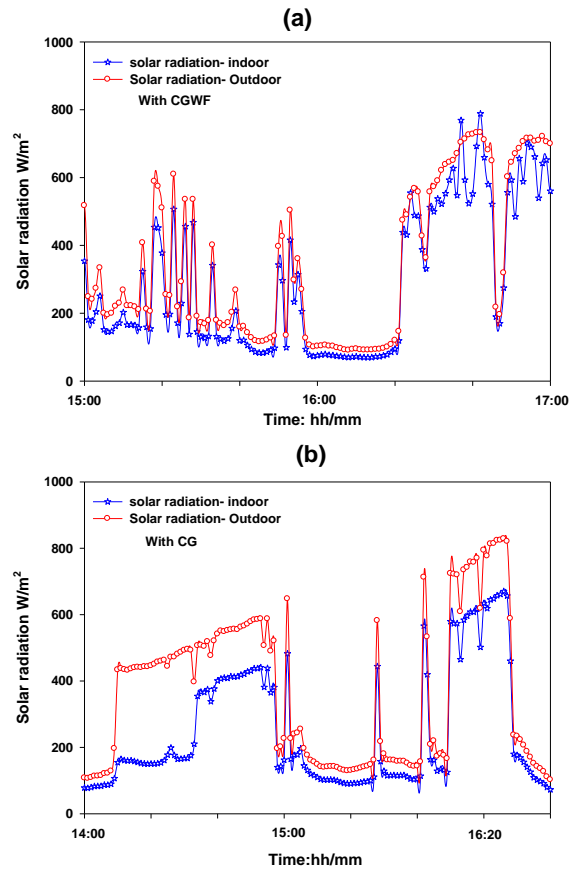 (a)
solar radiation- indoor
Solar radiation- Outdoor
With CGWF
1000
800
600
400
200
0
Solar radiation W/m²
15:00 16:00 17:00
Time: hh/mm
(b)
solar radiation- indoor
Solar radiation- Outdoor
With CG
1000
800
600
400
200
0
Solar radiation W/m²
14:00 15:00 16:20
Time:hh/mm